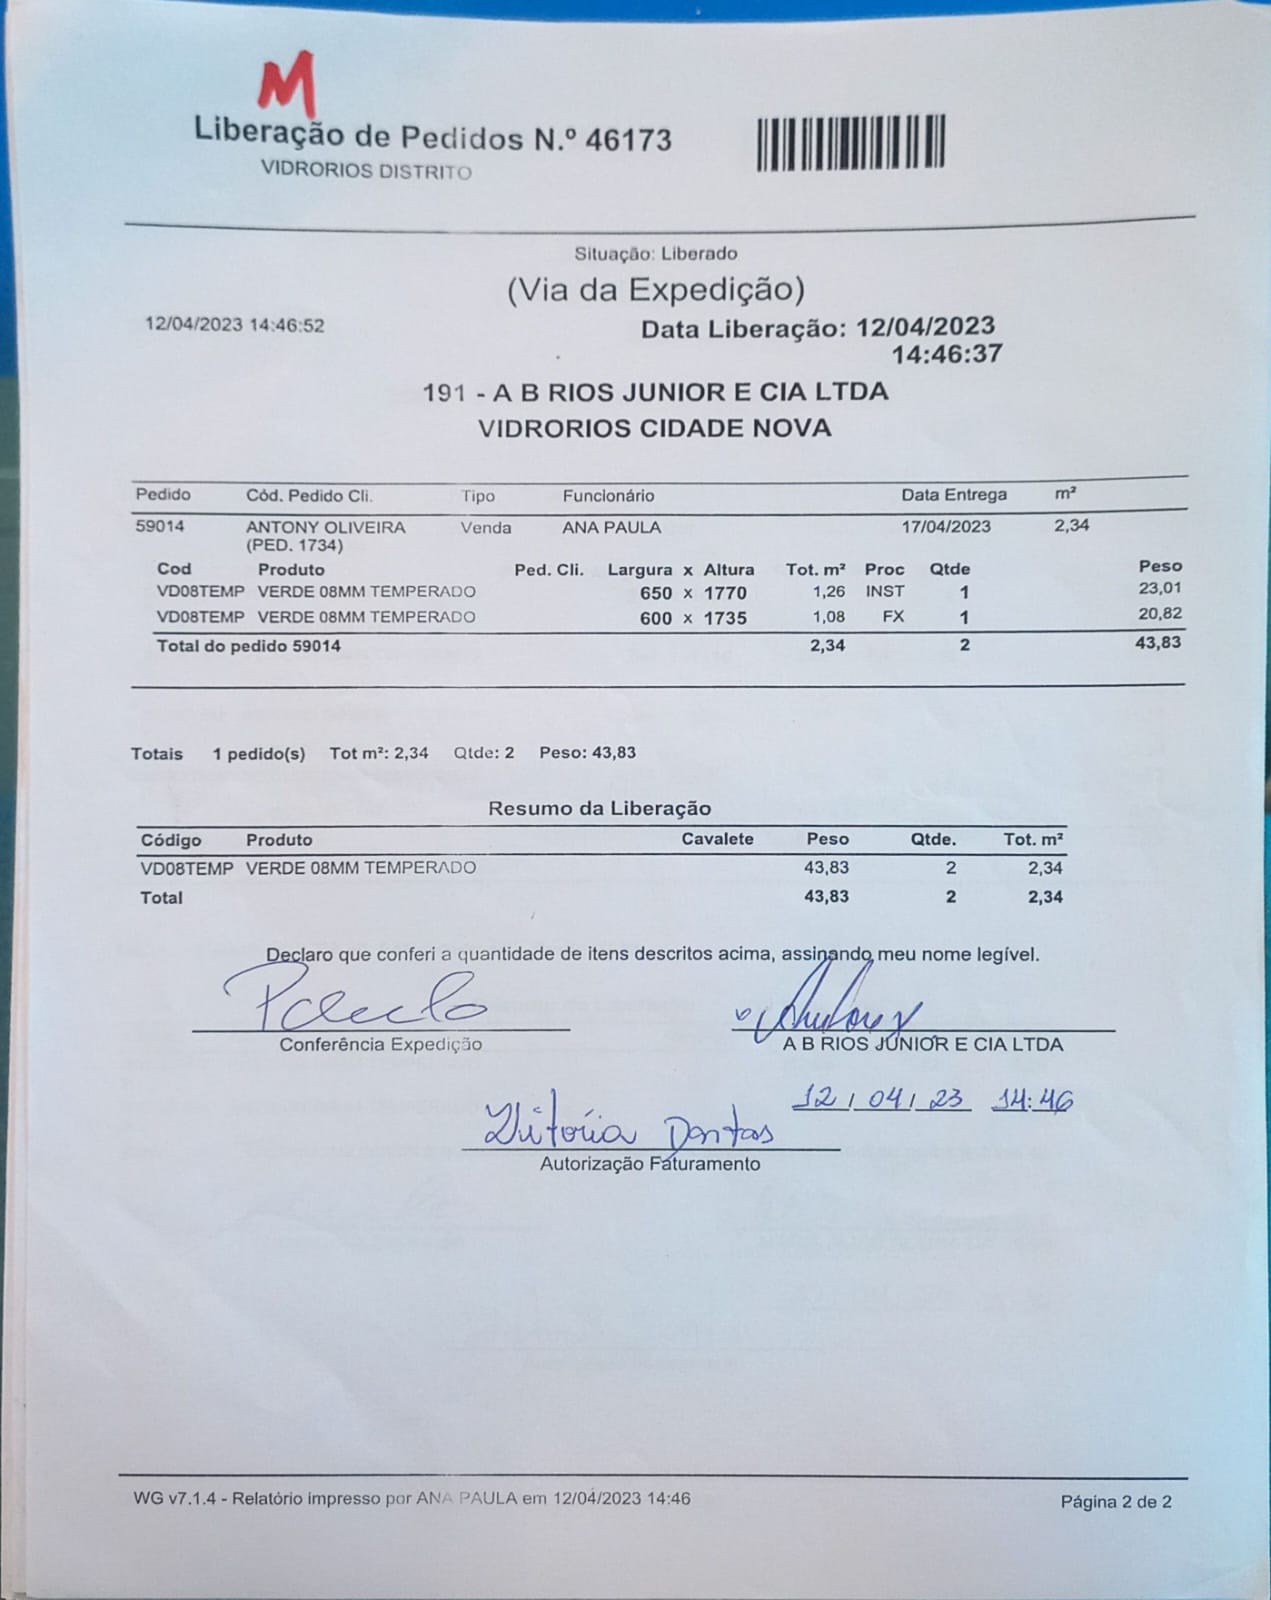 M
Liberação de Pedidos N.º 46173
VIDRORIOS DISTRITO
Situação: Liberado
(Via da Expedição)
12/04/2023 14:46:52
Data Liberação: 12/04/2023
14:46:37
191 - A B RIOS JUNIOR E CIA LTDA
VIDRORIOS CIDADE NOVA
Pedido Cód. Pedido Cli. Tipo Funcionário Data Entrega m²
59014 ANTONY OLIVEIRA Venda ANA PAULA 17/04/2023 2,34
(PED. 1734)
Cod Produto Ped. Cli. Largura x Altura Tot. m² Proc Qtde Peso
VD08TEMP VERDE 08MM TEMPERADO 650 x 1770 1,26 INST 1 23,01
VD08TEMP VERDE 08MM TEMPERADO 600 x 1735 1,08 FX 1 20,82
Total do pedido 59014 2,34 2 43,83
Totais 1 pedido(s) Tot m²: 2,34 Qtde: 2 Peso: 43,83
Resumo da Liberação
Código Produto Cavalete Peso Qtde. Tot. m²
VD08TEMP VERDE 08MM TEMPERADO 43,83 2 2,34
Total 43,83 2 2,34
Declaro que conferi a quantidade de itens descritos acima, assinando meu nome legível.
Conferência Expedição
A B RIOS JUNIOR E CIA LTDA
12/04/23 14:46
Vitória Dantas
Autorização Faturamento
WG v7.1.4 - Relatório impresso por ANA PAULA em 12/04/2023 14:46
Página 2 de 2